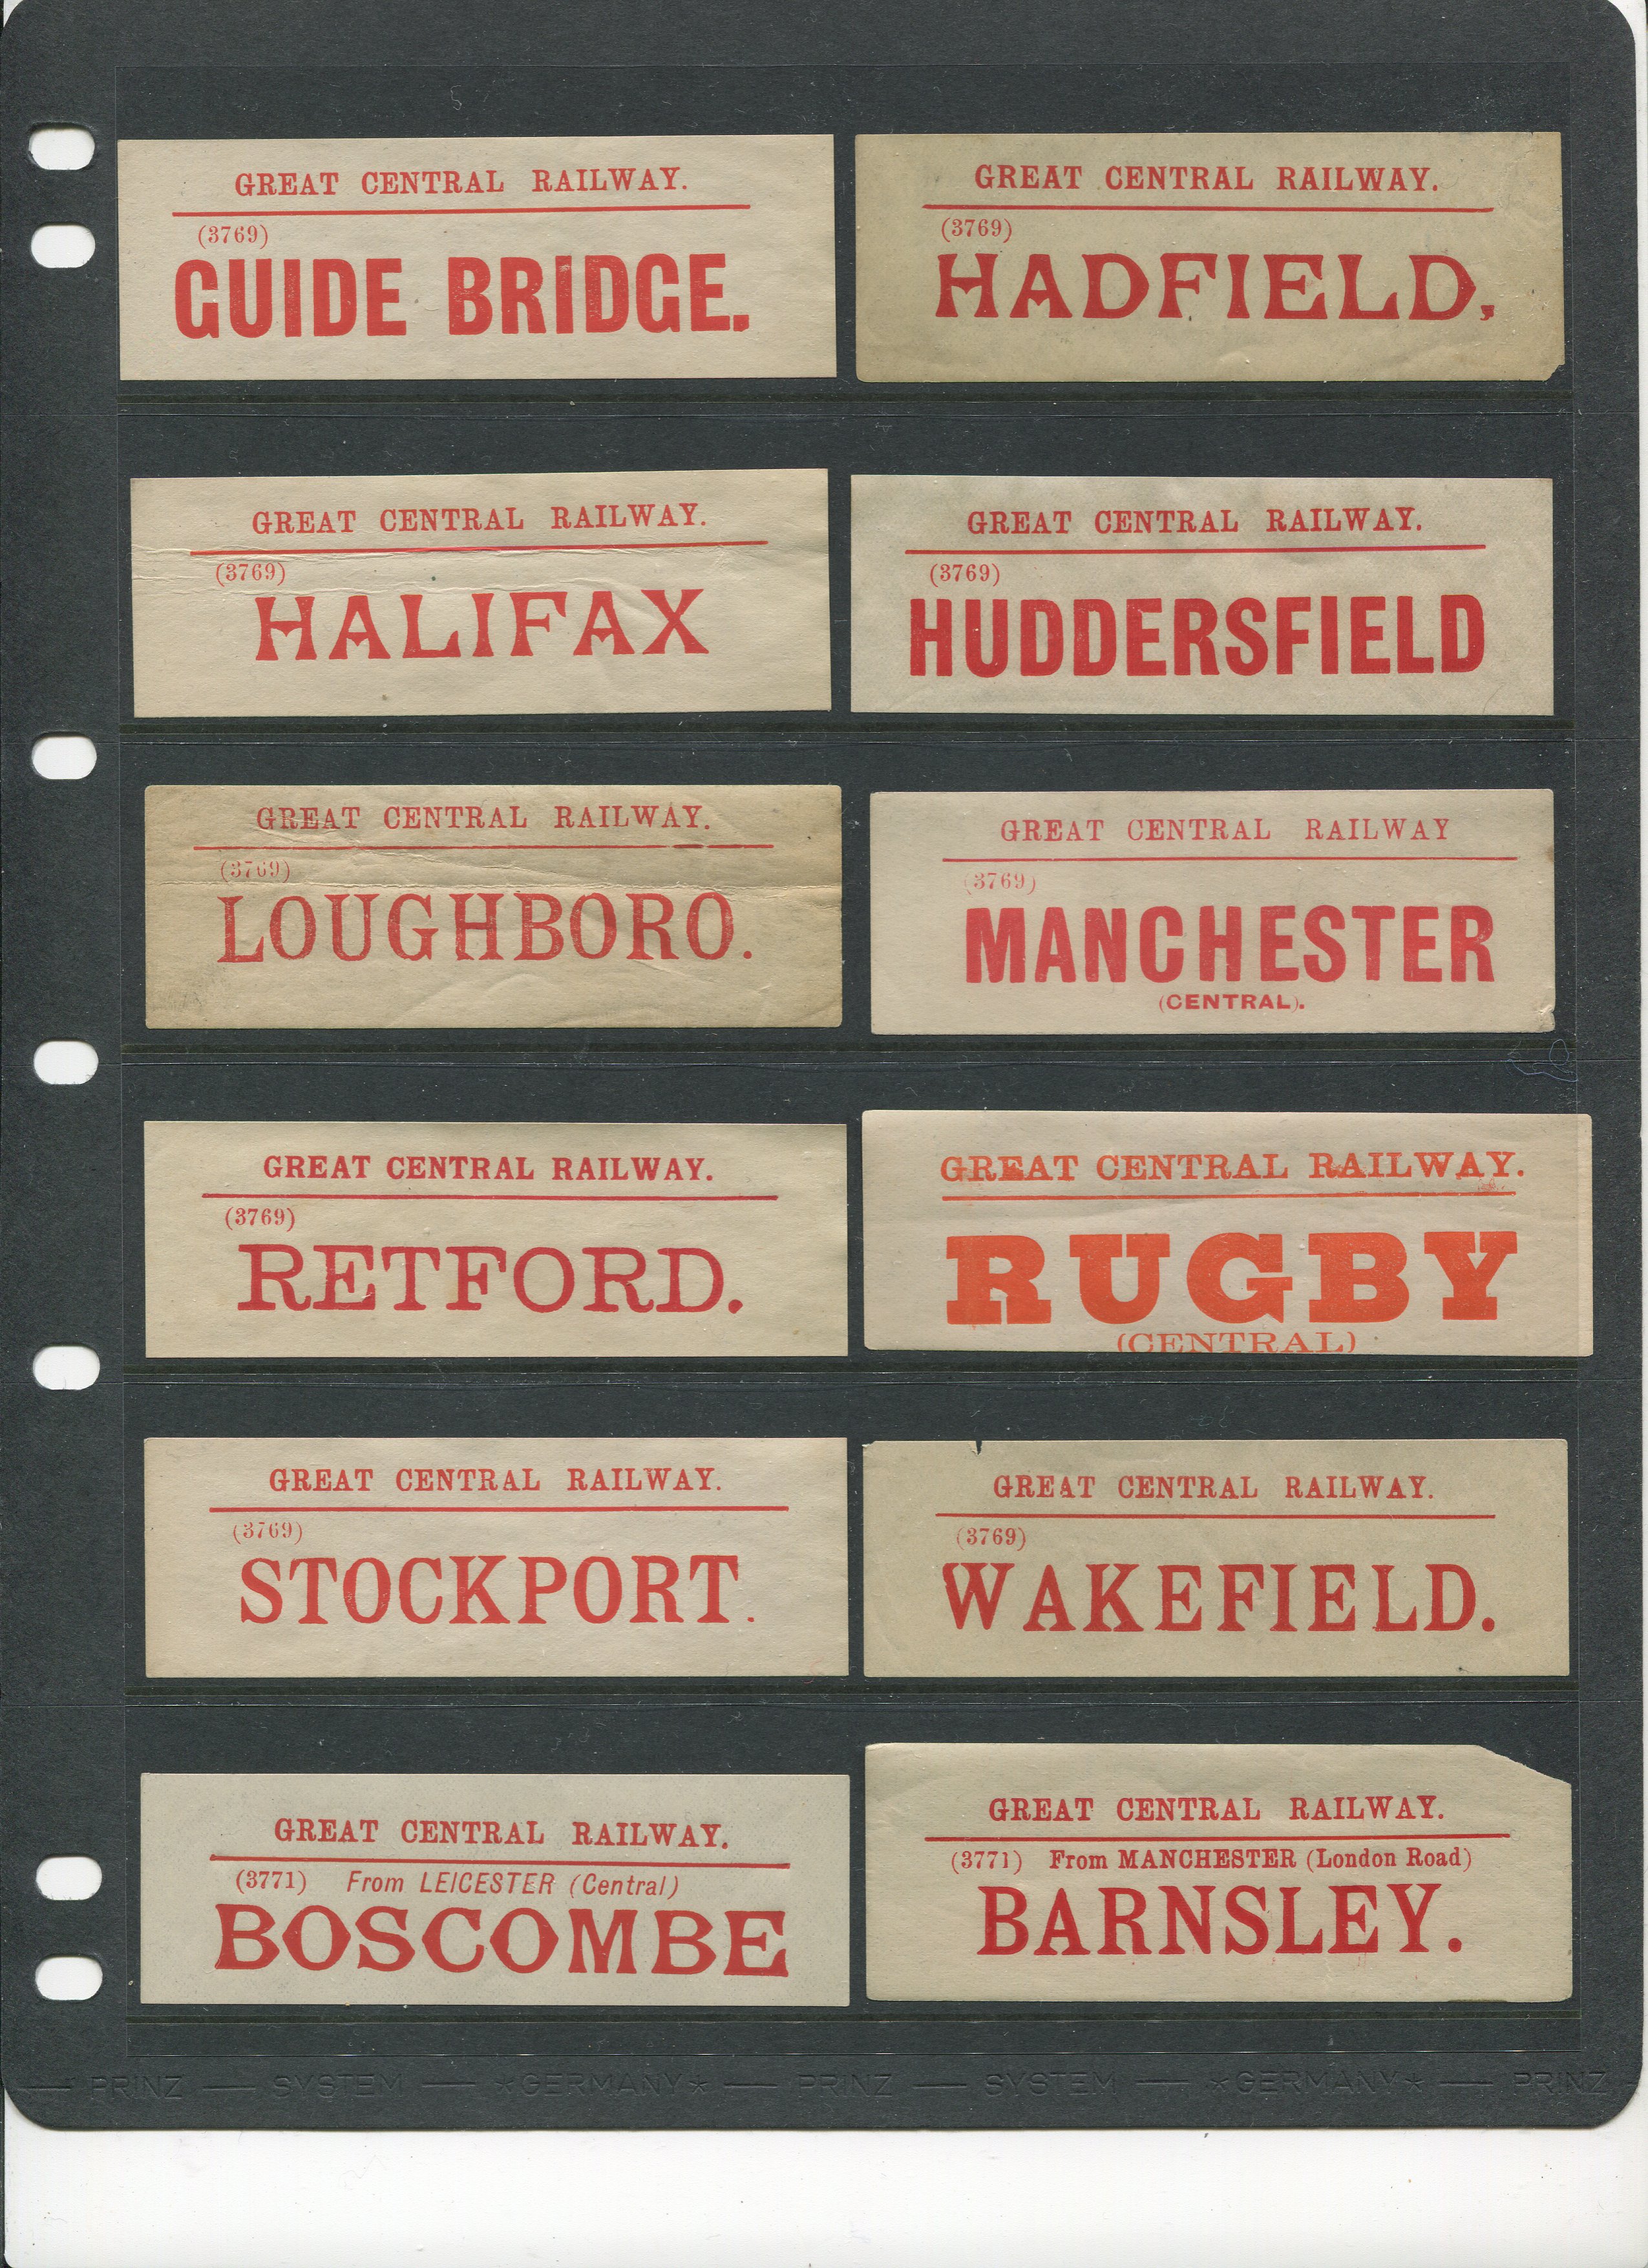 GREAT CENTRAL RAILWAY.
(3769)
GUIDE BRIDGE.
GREAT CENTRAL RAILWAY.
(3769)
HADFIELD,
GREAT CENTRAL RAILWAY.
(3769)
HALIFAX
GREAT CENTRAL RAILWAY.
(3769)
HUDDERSFIELD
GREAT CENTRAL RAILWAY.
(3769)
LOUGHBORO.
GREAT CENTRAL RAILWAY
(3769)
MANCHESTER
(CENTRAL).
GREAT CENTRAL RAILWAY.
(3769)
RETFORD.
GREAT CENTRAL RAILWAY.
RUGBY
(CENTRAL)
GREAT CENTRAL RAILWAY.
(3769)
STOCKPORT.
GREAT CENTRAL RAILWAY.
(3769)
WAKEFIELD.
GREAT CENTRAL RAILWAY.
(3771) From LEICESTER (Central)
BOSCOMBE
GREAT CENTRAL RAILWAY.
(3771) From MANCHESTER (London Road)
BARNSLEY.
— PRINZ — SYSTEM — *GERMANY* — PRINZ — SYSTEM — *GERMANY* — PRINZ